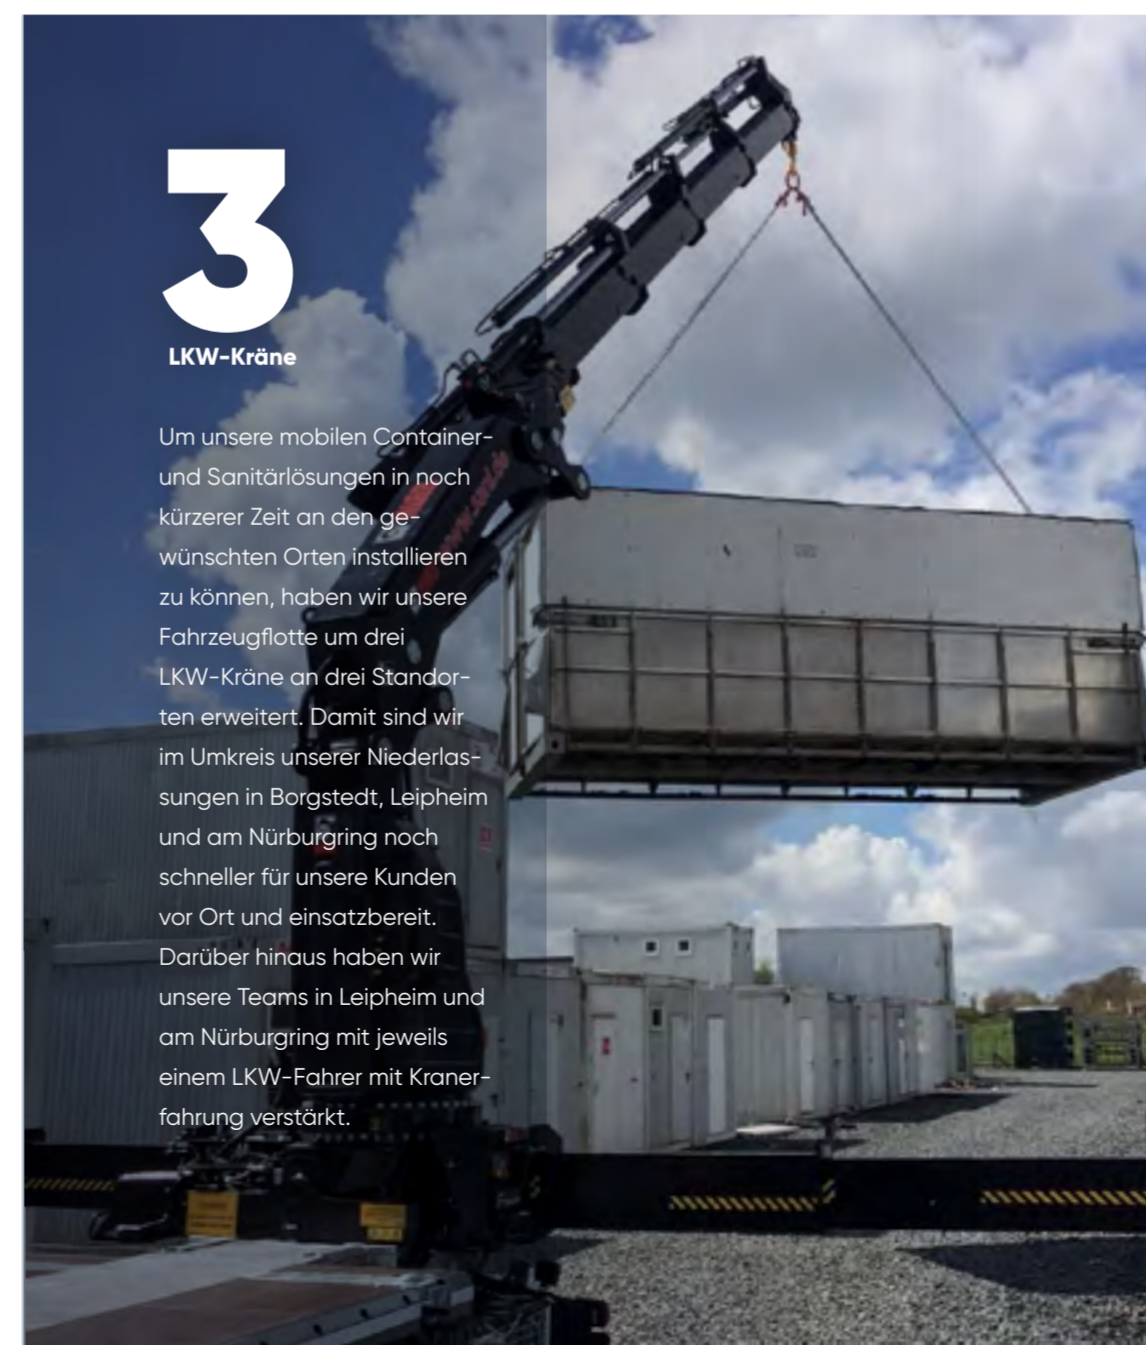 3
LKW-Kräne
Um unsere mobilen Container-
und Sanitärlösungen in noch
kürzerer Zeit an den ge-
wünschten Orten installieren
zu können, haben wir unsere
Fahrzeugflotte um drei
LKW-Kräne an drei Standor-
ten erweitert. Damit sind wir
im Umkreis unserer Niederlas-
sungen in Borgstedt, Leipheim
und am Nürburgring noch
schneller für unsere Kunden
vor Ort und einsatzbereit.
Darüber hinaus haben wir
unsere Teams in Leipheim und
am Nürburgring mit jeweils
einem LKW-Fahrer mit Kraner-
fahrung verstärkt.